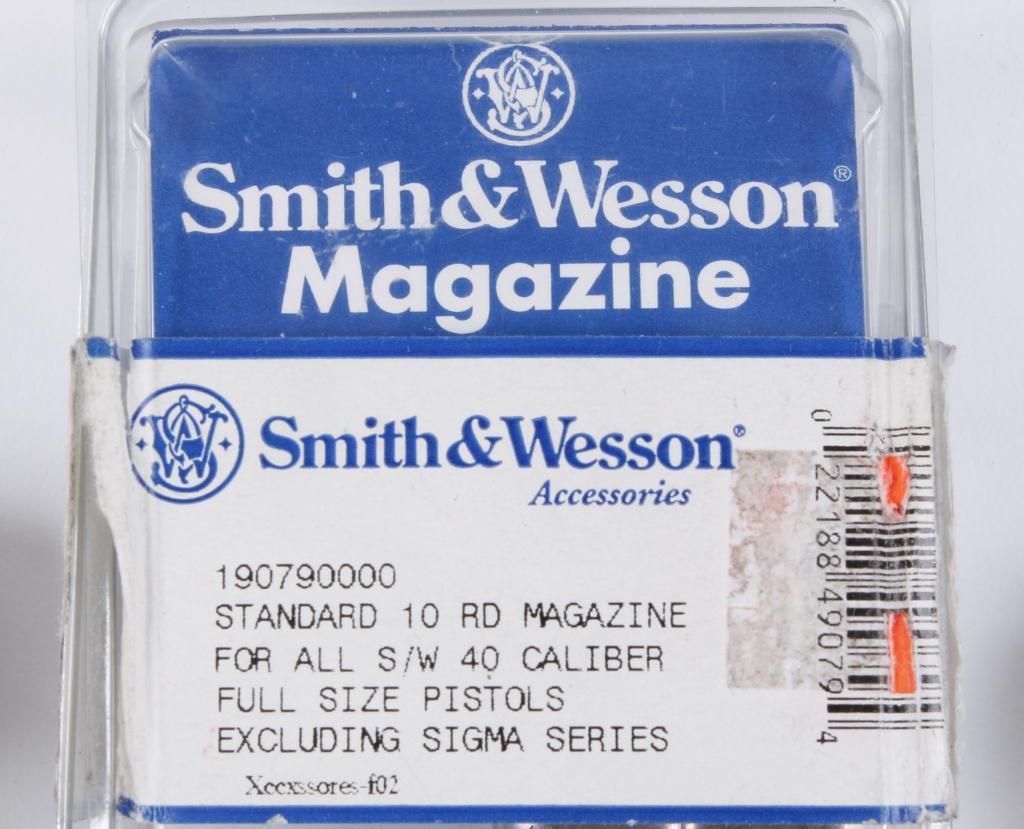 Smith & Wesson®
Magazine
Smith & Wesson®
Accessories
190790000
STANDARD 10 RD MAGAZINE
FOR ALL S/W 40 CALIBER
FULL SIZE PISTOLS
EXCLUDING SIGMA SERIES
Xccxssores-f02
0 22188 49079 4